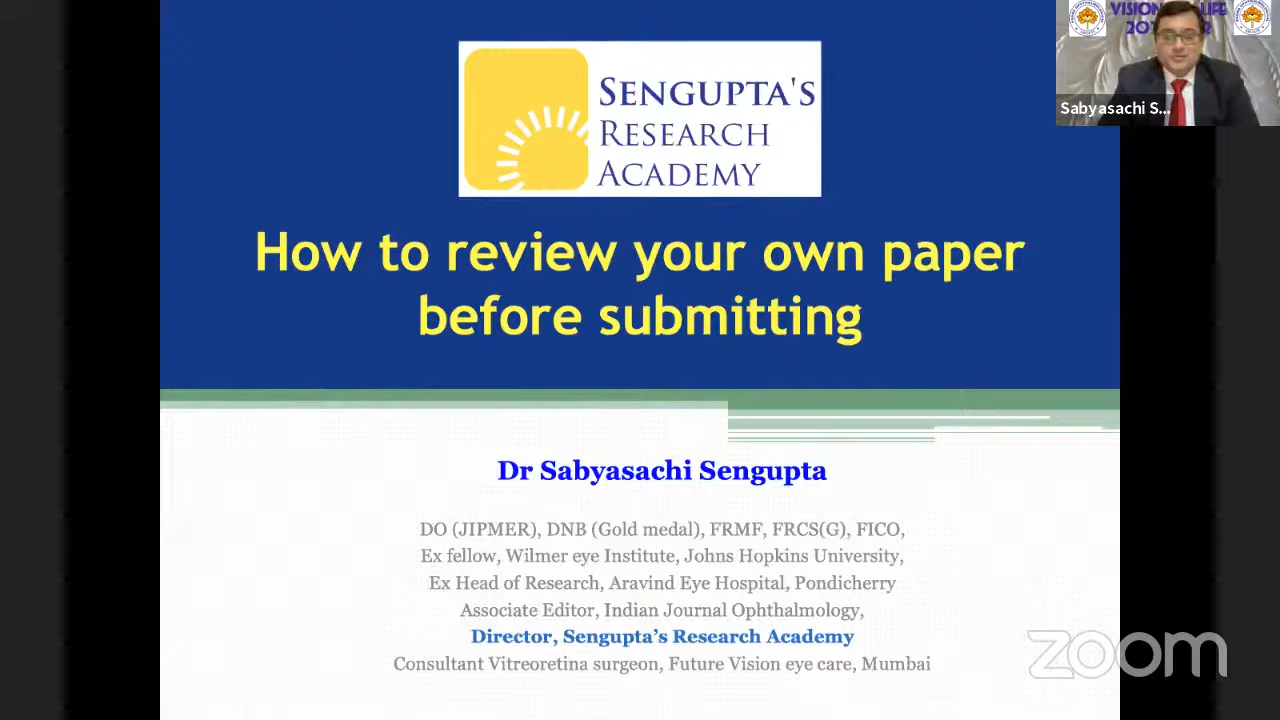 SENGUPTA'S
RESEARCH
ACADEMY
How to review your own paper
before submitting
Dr Sabyasachi Sengupta
DO (JIPMER), DNB (Gold medal), FRMF, FRCS(G), FICO,
Ex fellow, Wilmer eye Institute, Johns Hopkins University,
Ex Head of Research, Aravind Eye Hospital, Pondicherry
Associate Editor, Indian Journal Ophthalmology,
Director, Sengupta's Research Academy
Consultant Vitreoretina surgeon, Future Vision eye care, Mumbai
VISION
Sabyasachi S...
zoom